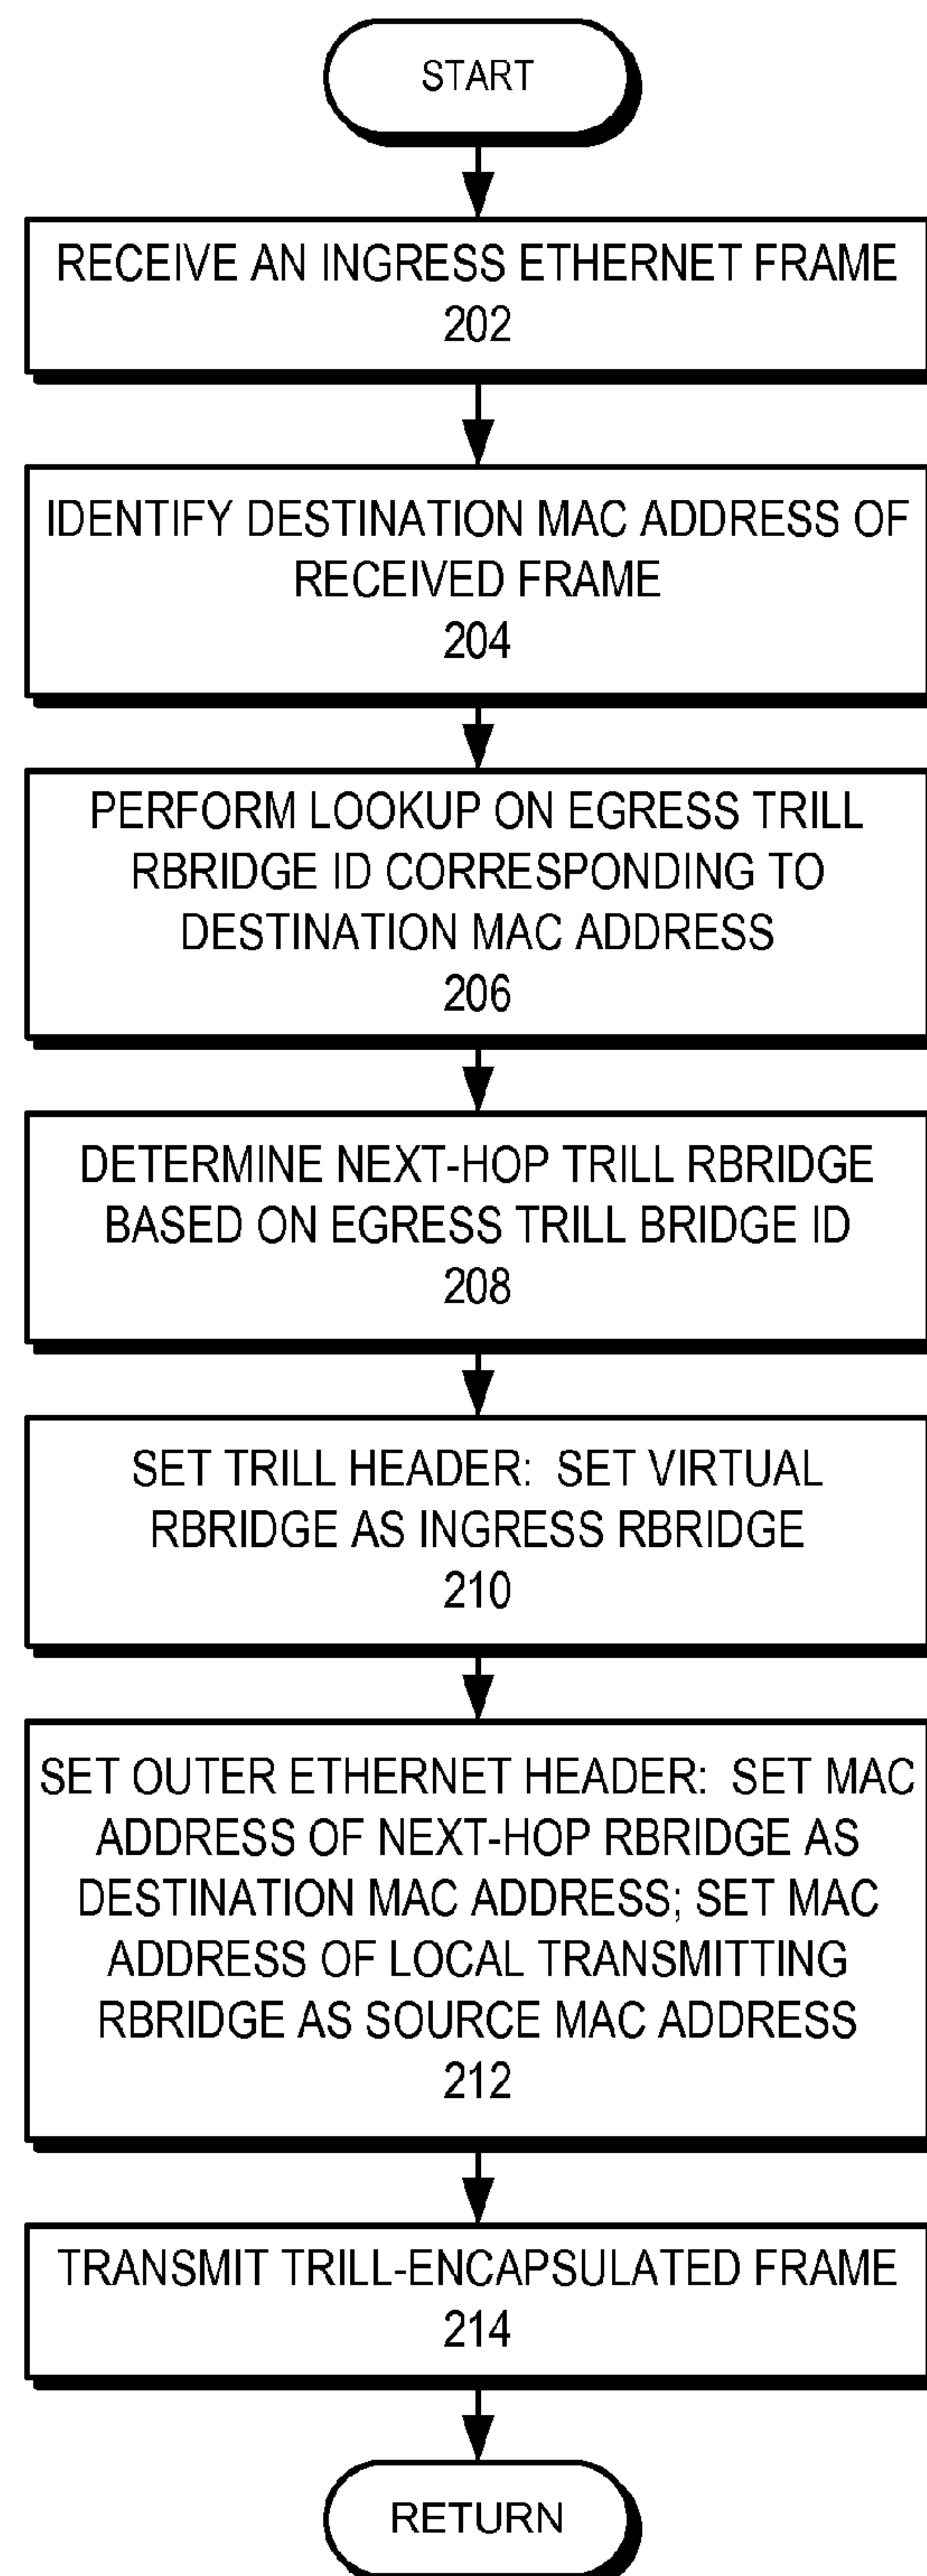 START
RECEIVE AN INGRESS ETHERNET FRAME
202
IDENTIFY DESTINATION MAC ADDRESS OF
RECEIVED FRAME
204
PERFORM LOOKUP ON EGRESS TRILL
RBRIDGE ID CORRESPONDING TO
DESTINATION MAC ADDRESS
206
DETERMINE NEXT-HOP TRILL RBRIDGE
BASED ON EGRESS TRILL BRIDGE ID
208
SET TRILL HEADER: SET VIRTUAL
RBRIDGE AS INGRESS RBRIDGE
210
SET OUTER ETHERNET HEADER: SET MAC
ADDRESS OF NEXT-HOP RBRIDGE AS
DESTINATION MAC ADDRESS; SET MAC
ADDRESS OF LOCAL TRANSMITTING
RBRIDGE AS SOURCE MAC ADDRESS
212
TRANSMIT TRILL-ENCAPSULATED FRAME
214
RETURN